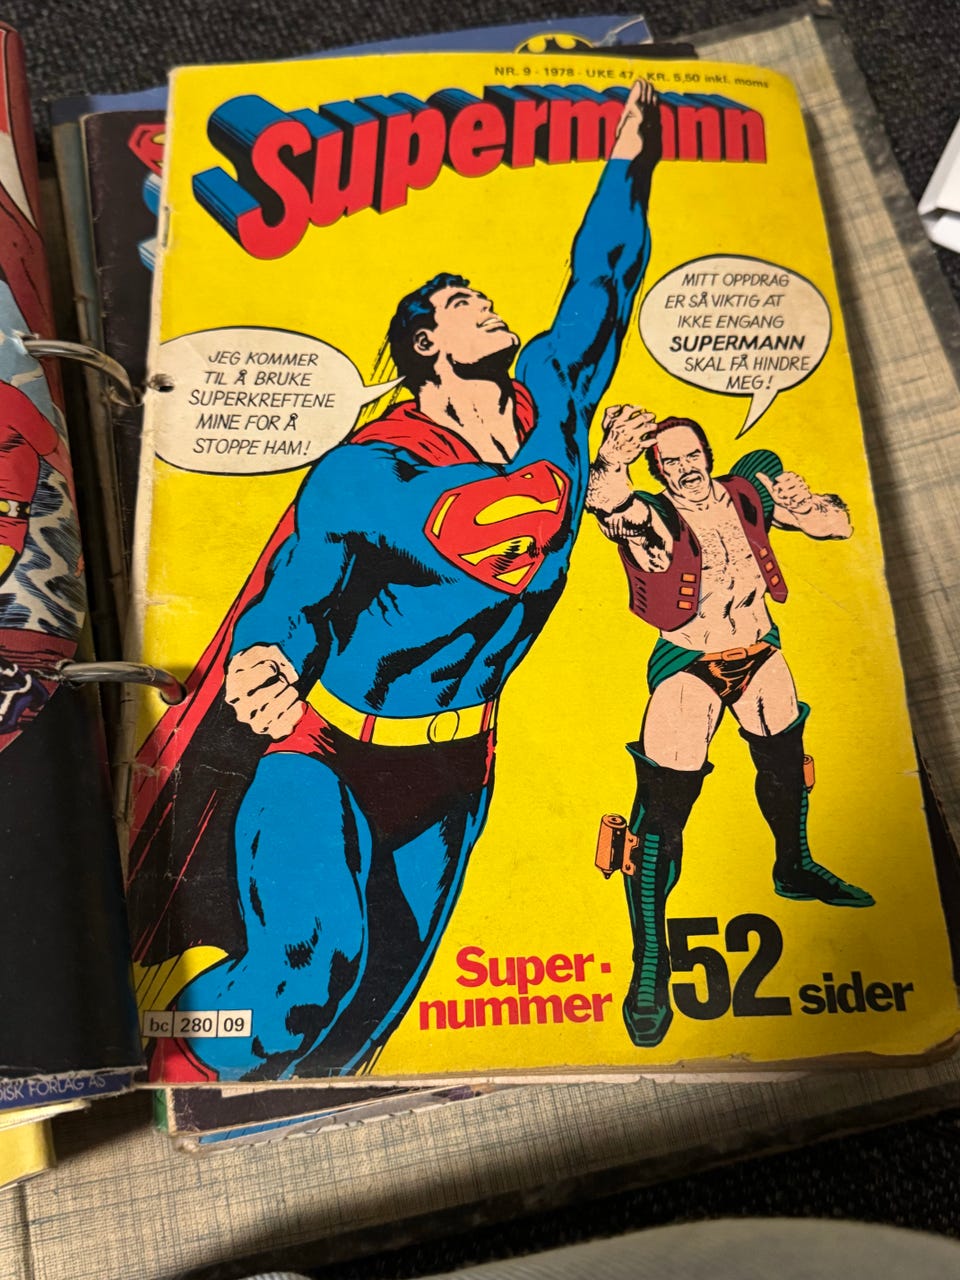 NR. 9 - 1978 - UKE 47 - KR. 5,50 inkl. moms
Supermann
MITT OPPDRAG
ER SÅ VIKTIG AT
IKKE ENGANG
SUPERMANN
SKAL FÅ HINDRE
MEG!
JEG KOMMER
TIL Å BRUKE
SUPERKREFTENE
MINE FOR Å
STOPPE HAM!
S
Super-
nummer
52 sider
bc 280 09
FORLAG AS